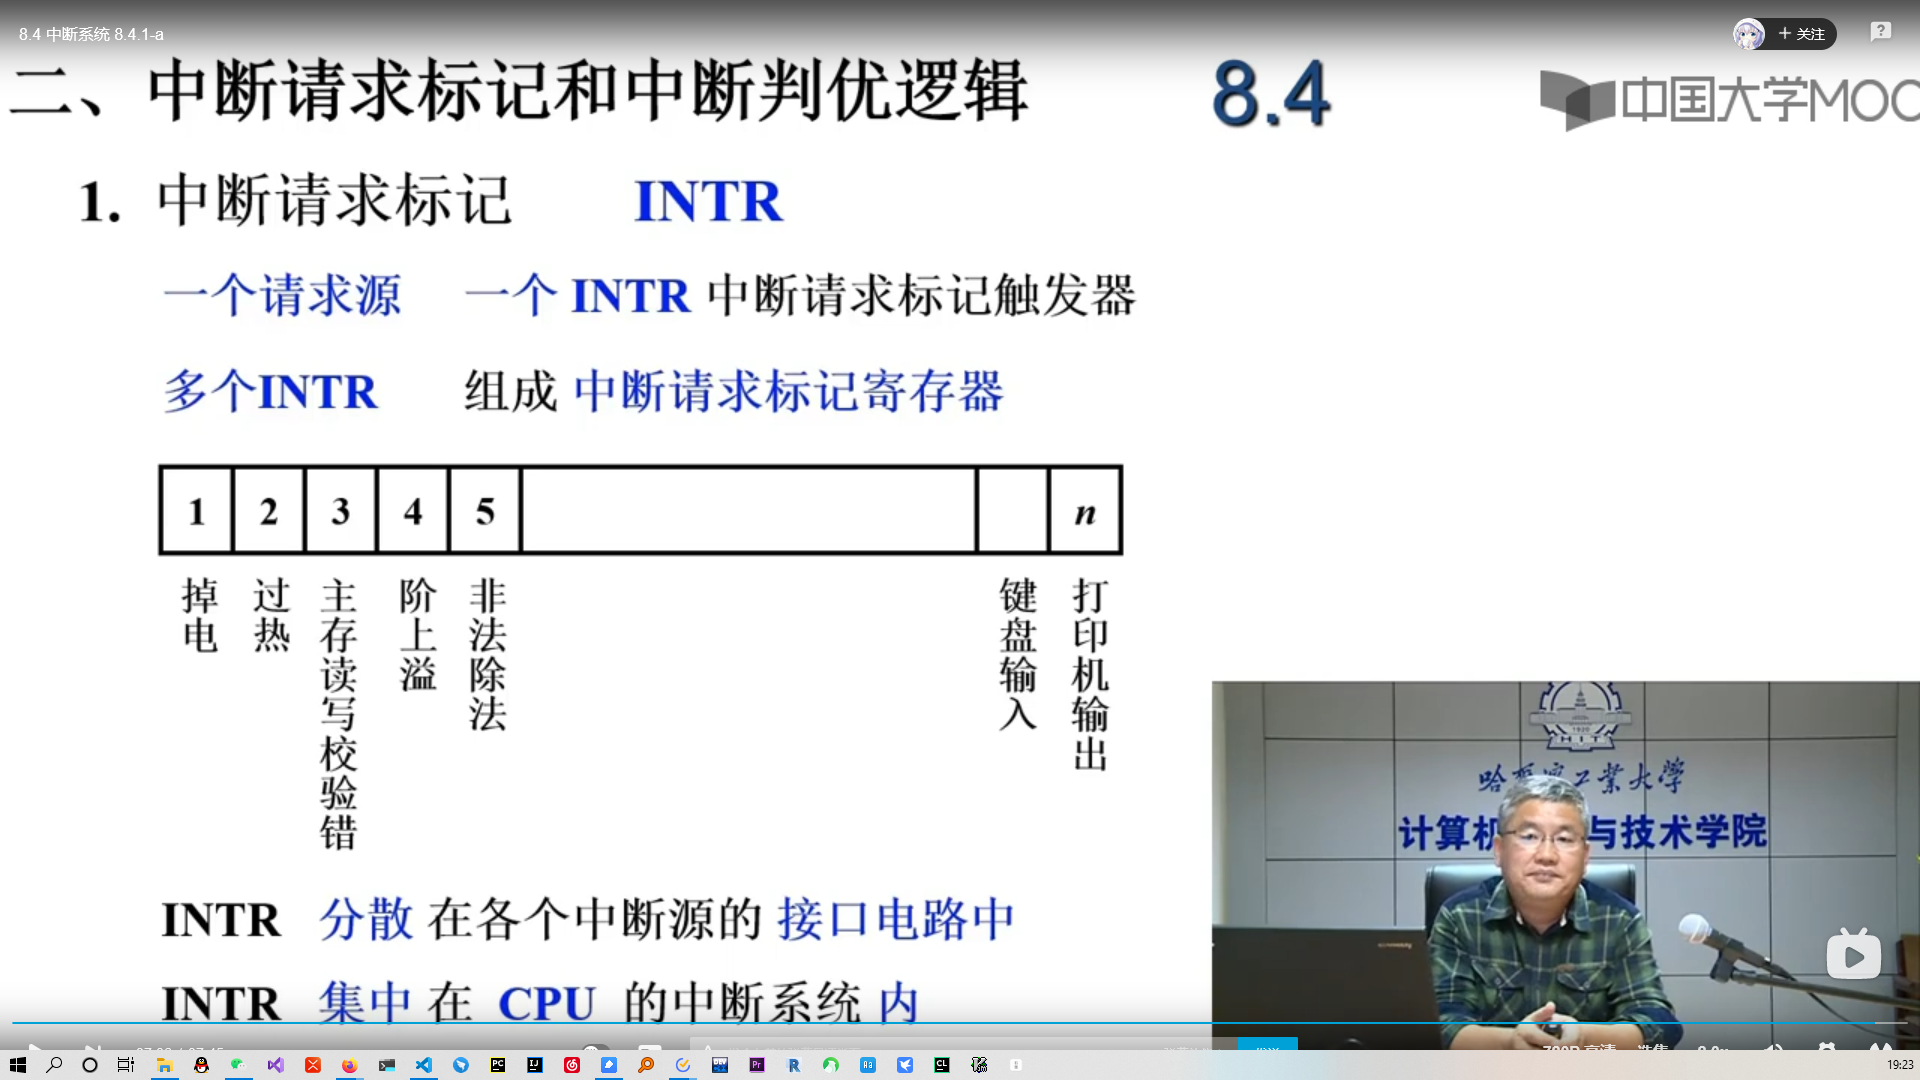 8.4 中断系统 8.4.1-a
关注
二、中断请求标记和中断判优逻辑
8.4
中国大学MOO
1. 中断请求标记 INTR
一个请求源 一个 INTR 中断请求标记触发器
多个INTR 组成 中断请求标记寄存器
1 2 3 4 5 n
掉电
过热
主存读写校验错
阶上溢
非法除法
键盘输入
打印机输出
哈尔滨工业大学
计算机 与技术学院
INTR 分散 在各个中断源的 接口电路中
INTR 集中 在 CPU 的中断系统 内
19:23